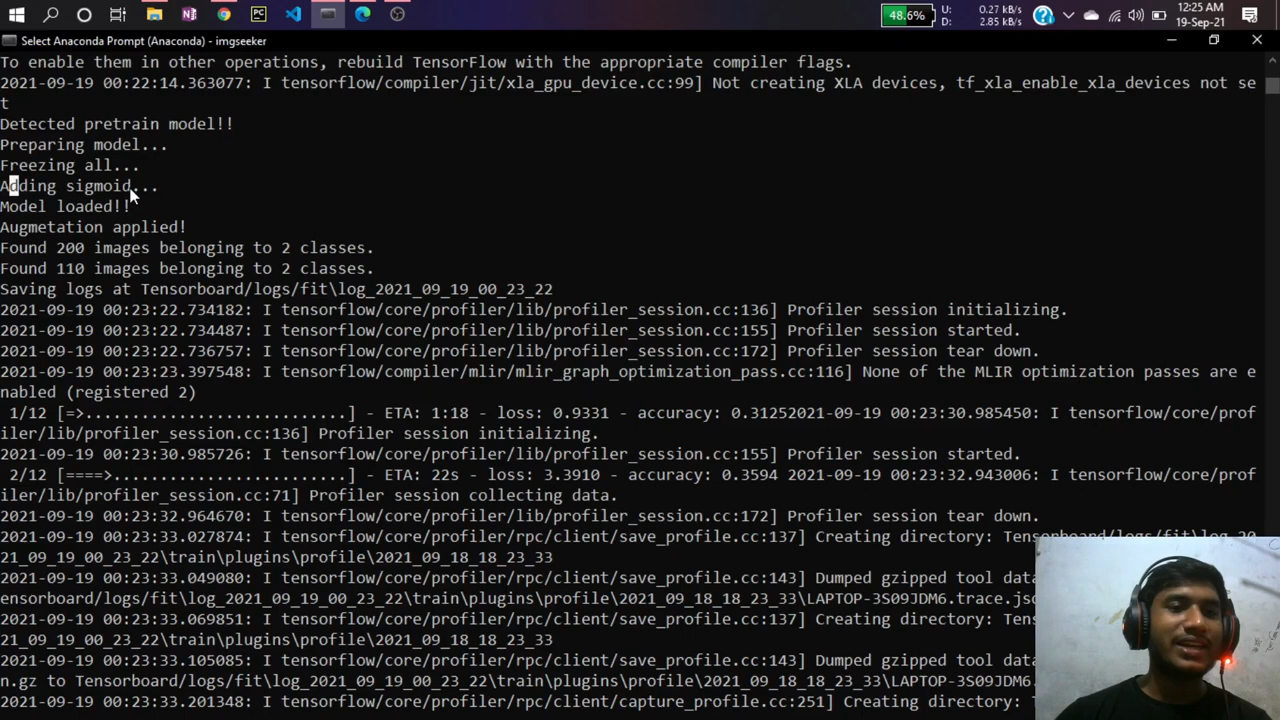 48.6%
U: 0.27 kB/s
D: 2.85 kB/s
12:25 AM
19-Sep-21
Select Anaconda Prompt (Anaconda) - imgseeker
To enable them in other operations, rebuild TensorFlow with the appropriate compiler flags.
2021-09-19 00:22:14.363077: I tensorflow/compiler/jit/xla_gpu_device.cc:99] Not creating XLA devices, tf_xla_enable_xla_devices not se
t
Detected pretrain model!!
Preparing model...
Freezing all...
Adding sigmoid...
Model loaded!!
Augmetation applied!
Found 200 images belonging to 2 classes.
Found 110 images belonging to 2 classes.
Saving logs at Tensorboard/logs/fit\log_2021_09_19_00_23_22
2021-09-19 00:23:22.734182: I tensorflow/core/profiler/lib/profiler_session.cc:136] Profiler session initializing.
2021-09-19 00:23:22.734487: I tensorflow/core/profiler/lib/profiler_session.cc:155] Profiler session started.
2021-09-19 00:23:22.736757: I tensorflow/core/profiler/lib/profiler_session.cc:172] Profiler session tear down.
2021-09-19 00:23:23.397548: I tensorflow/compiler/mlir/mlir_graph_optimization_pass.cc:116] None of the MLIR optimization passes are e
nabled (registered 2)
1/12 [=>............................] - ETA: 1:18 - loss: 0.9331 - accuracy: 0.31252021-09-19 00:23:30.985450: I tensorflow/core/prof
iler/lib/profiler_session.cc:136] Profiler session initializing.
2021-09-19 00:23:30.985726: I tensorflow/core/profiler/lib/profiler_session.cc:155] Profiler session started.
2/12 [====>.........................] - ETA: 22s - loss: 3.3910 - accuracy: 0.3594 2021-09-19 00:23:32.943006: I tensorflow/core/prof
iler/lib/profiler_session.cc:71] Profiler session collecting data.
2021-09-19 00:23:32.964670: I tensorflow/core/profiler/lib/profiler_session.cc:172] Profiler session tear down.
2021-09-19 00:23:33.027874: I tensorflow/core/profiler/rpc/client/save_profile.cc:137] Creating directory: Tensorboard/logs/fit\log_20
21_09_19_00_23_22\train\plugins\profile\2021_09_18_18_23_33
2021-09-19 00:23:33.049080: I tensorflow/core/profiler/rpc/client/save_profile.cc:143] Dumped gzipped tool data
ensorboard/logs/fit\log_2021_09_19_00_23_22\train\plugins\profile\2021_09_18_18_23_33\LAPTOP-3S09JDM6.trace.jso
2021-09-19 00:23:33.069851: I tensorflow/core/profiler/rpc/client/save_profile.cc:137] Creating directory: Tens
21_09_19_00_23_22\train\plugins\profile\2021_09_18_18_23_33
2021-09-19 00:23:33.105085: I tensorflow/core/profiler/rpc/client/save_profile.cc:143] Dumped gzipped tool data
n.gz to Tensorboard/logs/fit\log_2021_09_19_00_23_22\train\plugins\profile\2021_09_18_18_23_33\LAPTOP-3S09JDM6.
2021-09-19 00:23:33.201348: I tensorflow/core/profiler/rpc/client/capture_profile.cc:251] Creating directory: T